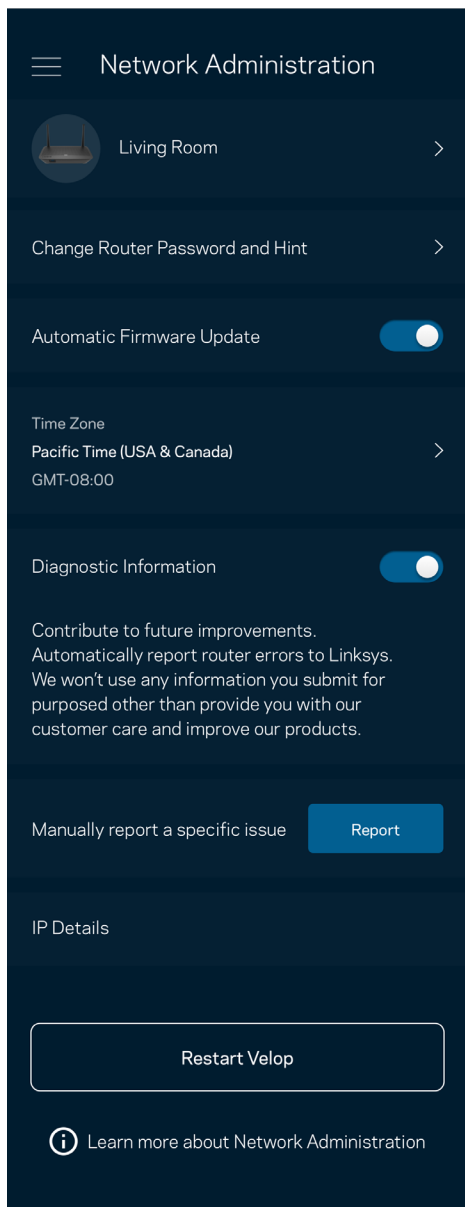 Network Administration
Living Room
Change Router Password and Hint
Automatic Firmware Update
Time Zone
Pacific Time (USA & Canada)
GMT-08:00
Diagnostic Information
Contribute to future improvements.
Automatically report router errors to Linksys.
We won't use any information you submit for
purposed other than provide you with our
customer care and improve our products.
Manually report a specific issue
Report
IP Details
Restart Velop
Learn more about Network Administration